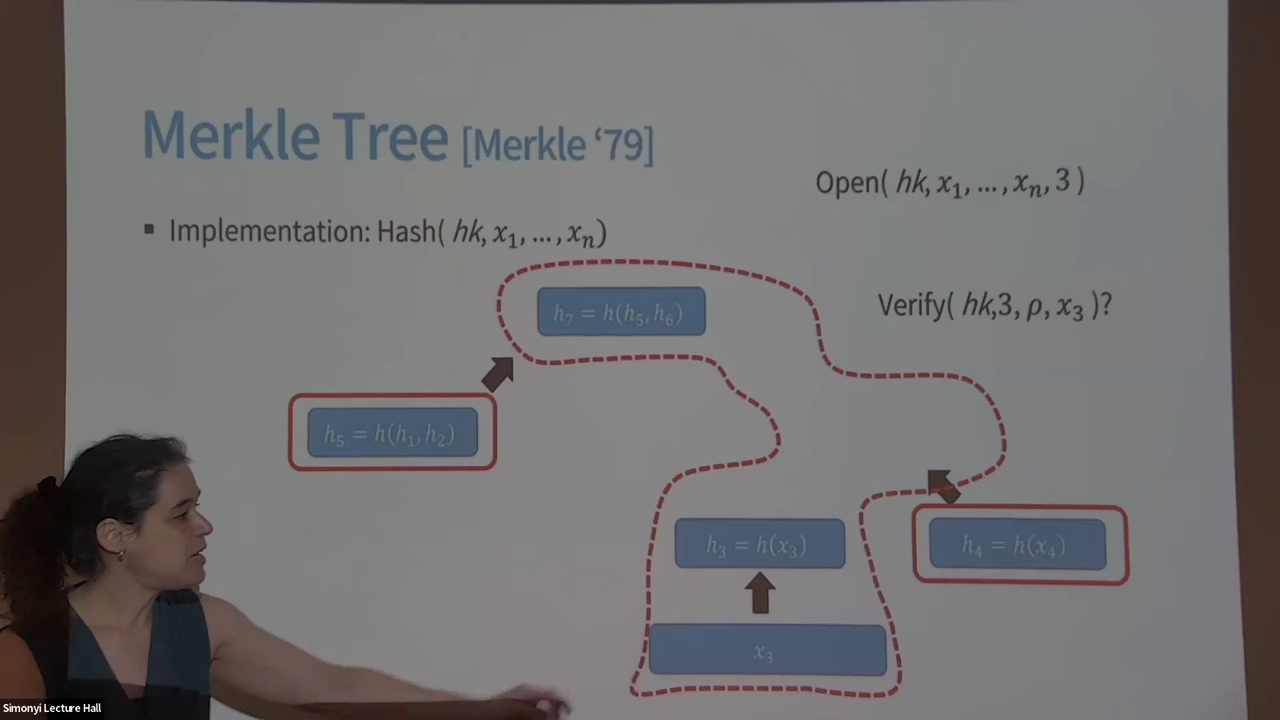 Merkle Tree [Merkle ‘79]
Open( hk, x₁, …, xₙ, 3 )
▪ Implementation: Hash( hk, x₁, …, xₙ)
h₇ = h(h₅, h₆)
Verify( hk,3, ρ, x₃ )?
h₅ = h(h₁, h₂)
h₃ = h(x₃)
h₄ = h(x₄)
x₃
Simonyi Lecture Hall